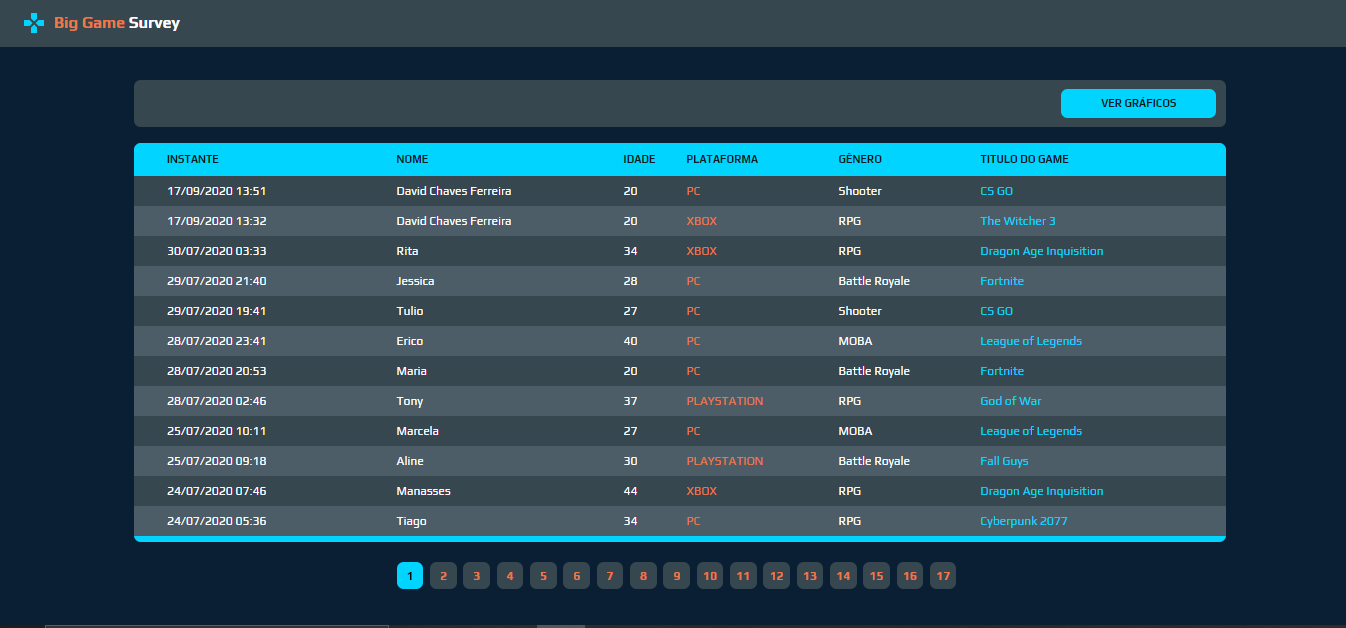 Big Game Survey
VER GRÁFICOS
INSTANTE NOME IDADE PLATAFORMA GÊNERO TITULO DO GAME
17/09/2020 13:51 David Chaves Ferreira 20 PC Shooter CS GO
17/09/2020 13:32 David Chaves Ferreira 20 XBOX RPG The Witcher 3
30/07/2020 03:33 Rita 34 XBOX RPG Dragon Age Inquisition
29/07/2020 21:40 Jessica 28 PC Battle Royale Fortnite
29/07/2020 19:41 Tulio 27 PC Shooter CS GO
28/07/2020 23:41 Erico 40 PC MOBA League of Legends
28/07/2020 20:53 Maria 20 PC Battle Royale Fortnite
28/07/2020 02:46 Tony 37 PLAYSTATION RPG God of War
25/07/2020 10:11 Marcela 27 PC MOBA League of Legends
25/07/2020 09:18 Aline 30 PLAYSTATION Battle Royale Fall Guys
24/07/2020 07:46 Manasses 44 XBOX RPG Dragon Age Inquisition
24/07/2020 05:36 Tiago 34 PC RPG Cyberpunk 2077
1 2 3 4 5 6 7 8 9 10 11 12 13 14 15 16 17